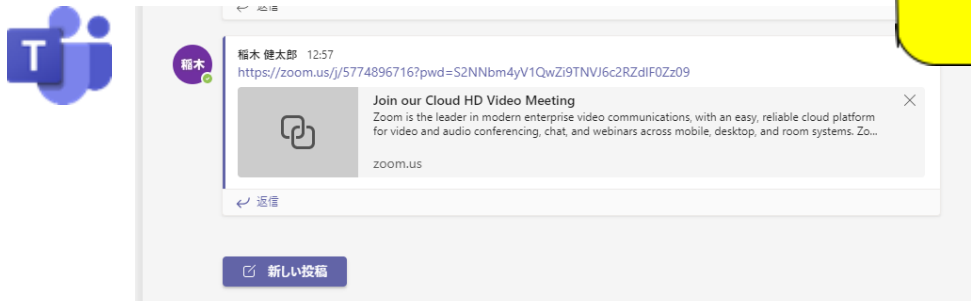 返信
稲木 健太郎 12:57
https://zoom.us/j/5774896716?pwd=S2NNbm4yV1QwZi9TNVJ6c2RZdlF0Zz09
稲木
Join our Cloud HD Video Meeting
Zoom is the leader in modern enterprise video communications, with an easy, reliable cloud platform
for video and audio conferencing, chat, and webinars across mobile, desktop, and room systems. Zo...
zoom.us
返信
新しい投稿
T